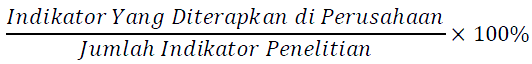 Indikator Yang Diterapkan di Perusahaan
Jumlah Indikator Penelitian
× 100%